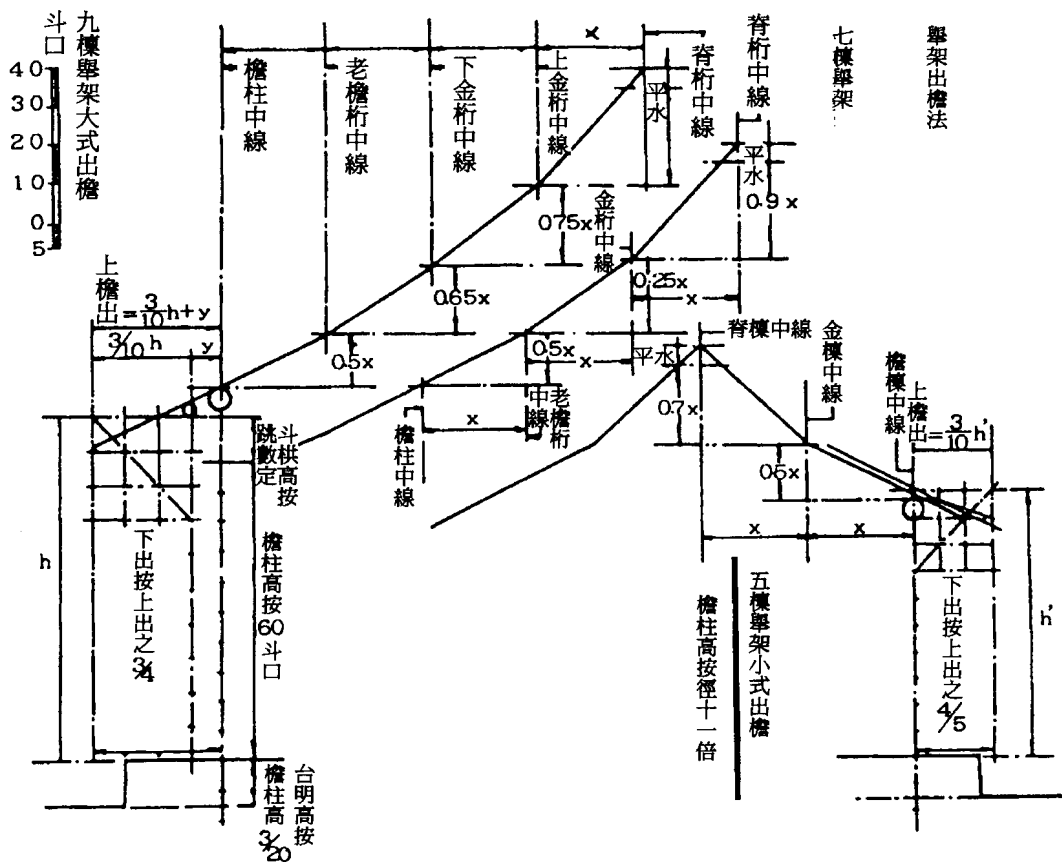 舉架出檐法
七檁舉架
脊桁中線
脊桁中線
平水
平水
0.9x
x
上金桁中線
下金桁中線
老檐桁中線
檐柱中線
九檁舉架大式出檐
斗口
40
30
20
10
0
5
0.75x
0.65x
0.5x
金桁中線
0.25x
x
0.5x
x
老檐桁
中線
x
檐柱中線
上檐出=3/10h+y
3/10h
y
斗栱高按
跳數定
檐柱高按60斗口
h
下出按上出之3/4
台明高按
檐柱高3/20
脊檁中線
金檁中線
檐檁中線
平水
0.7x
0.5x
x
x
上檐出=3/10h'
h'
下出按上出之4/5
五檁舉架小式出檐
檐柱高按徑十一倍